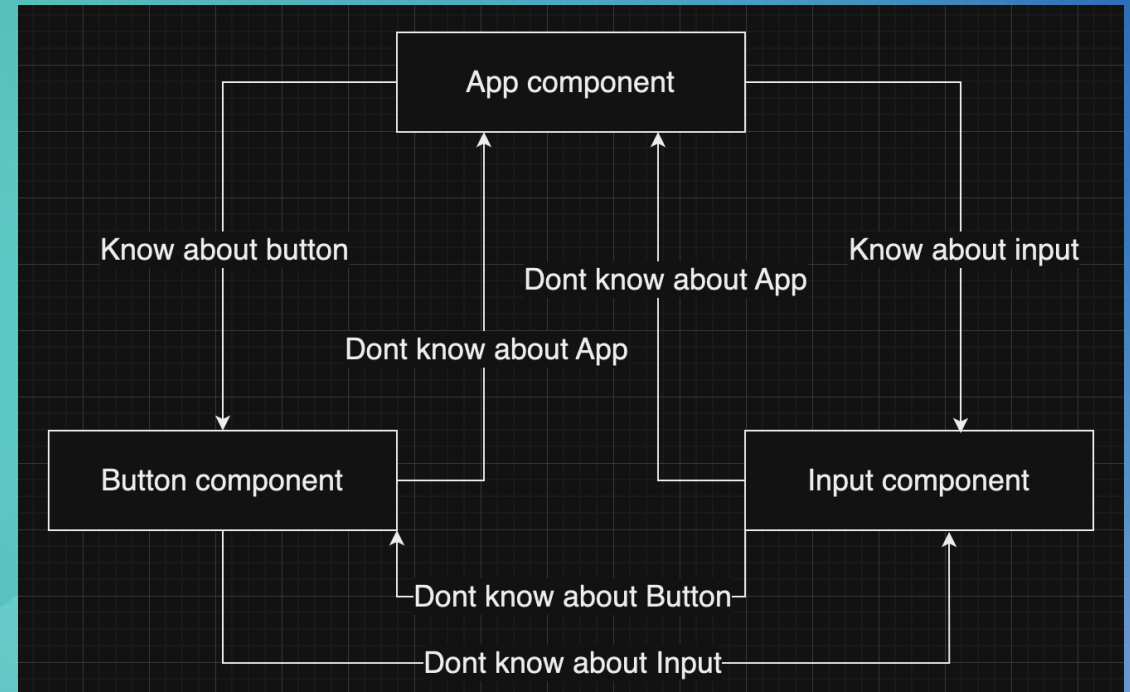 App component
Know about button
Know about input
Dont know about App
Dont know about App
Button component
Input component
Dont know about Button
Dont know about Input